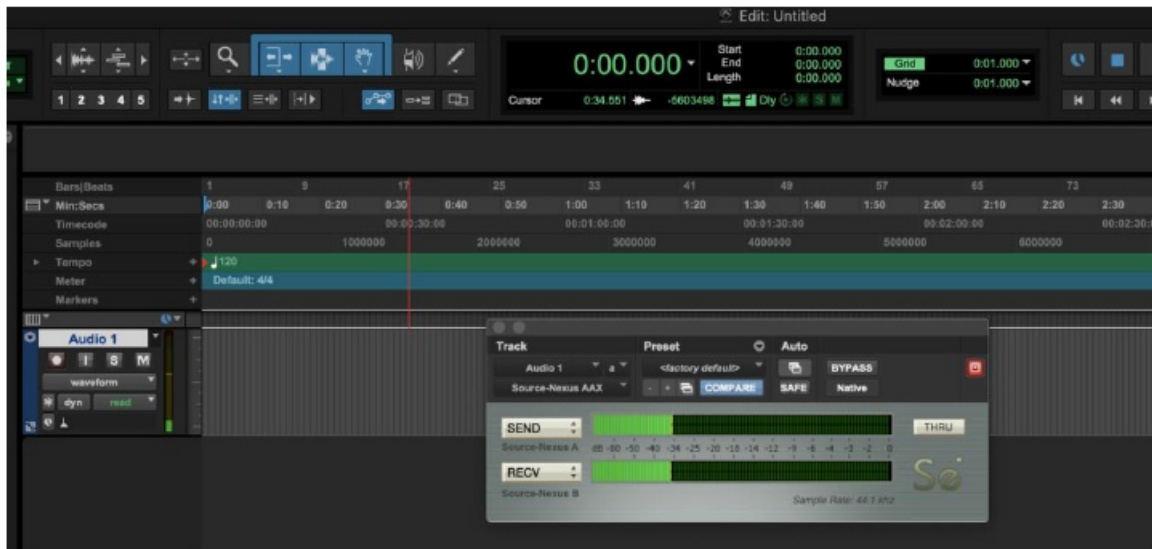 Edit: Untitled
0:00.000
Start 0:00.000
End 0:00.000
Length 0:00.000
Grid 0:01.000
Nudge 0:01.000
1 2 3 4 5
Cursor 0:34.551 -5603498 Dly S M
Bars|Beats 1 9 17 25 33 41 49 57 65 73
Min:Secs 0:00 0:10 0:20 0:30 0:40 0:50 1:00 1:10 1:20 1:30 1:40 1:50 2:00 2:10 2:20 2:30
Timecode 00:00:00:00 00:00:30:00 00:01:00:00 00:01:30:00 00:02:00:00 00:02:30:
Samples 0 1000000 2000000 3000000 4000000 5000000 6000000
Tempo 120
Meter Default: 4/4
Markers
Audio 1
I S M
waveform
dyn read
Track Preset Auto
Audio 1 a <factory default> BYPASS
Source-Nexus AAX - + COMPARE SAFE Native
SEND THRU
Source-Nexus A dB -60 -50 -40 -34 -25 -20 -18 -14 -12 -9 -6 -4 -3 -2 0
RECV Se
Source-Nexus B
Sample Rate: 44.1 khz